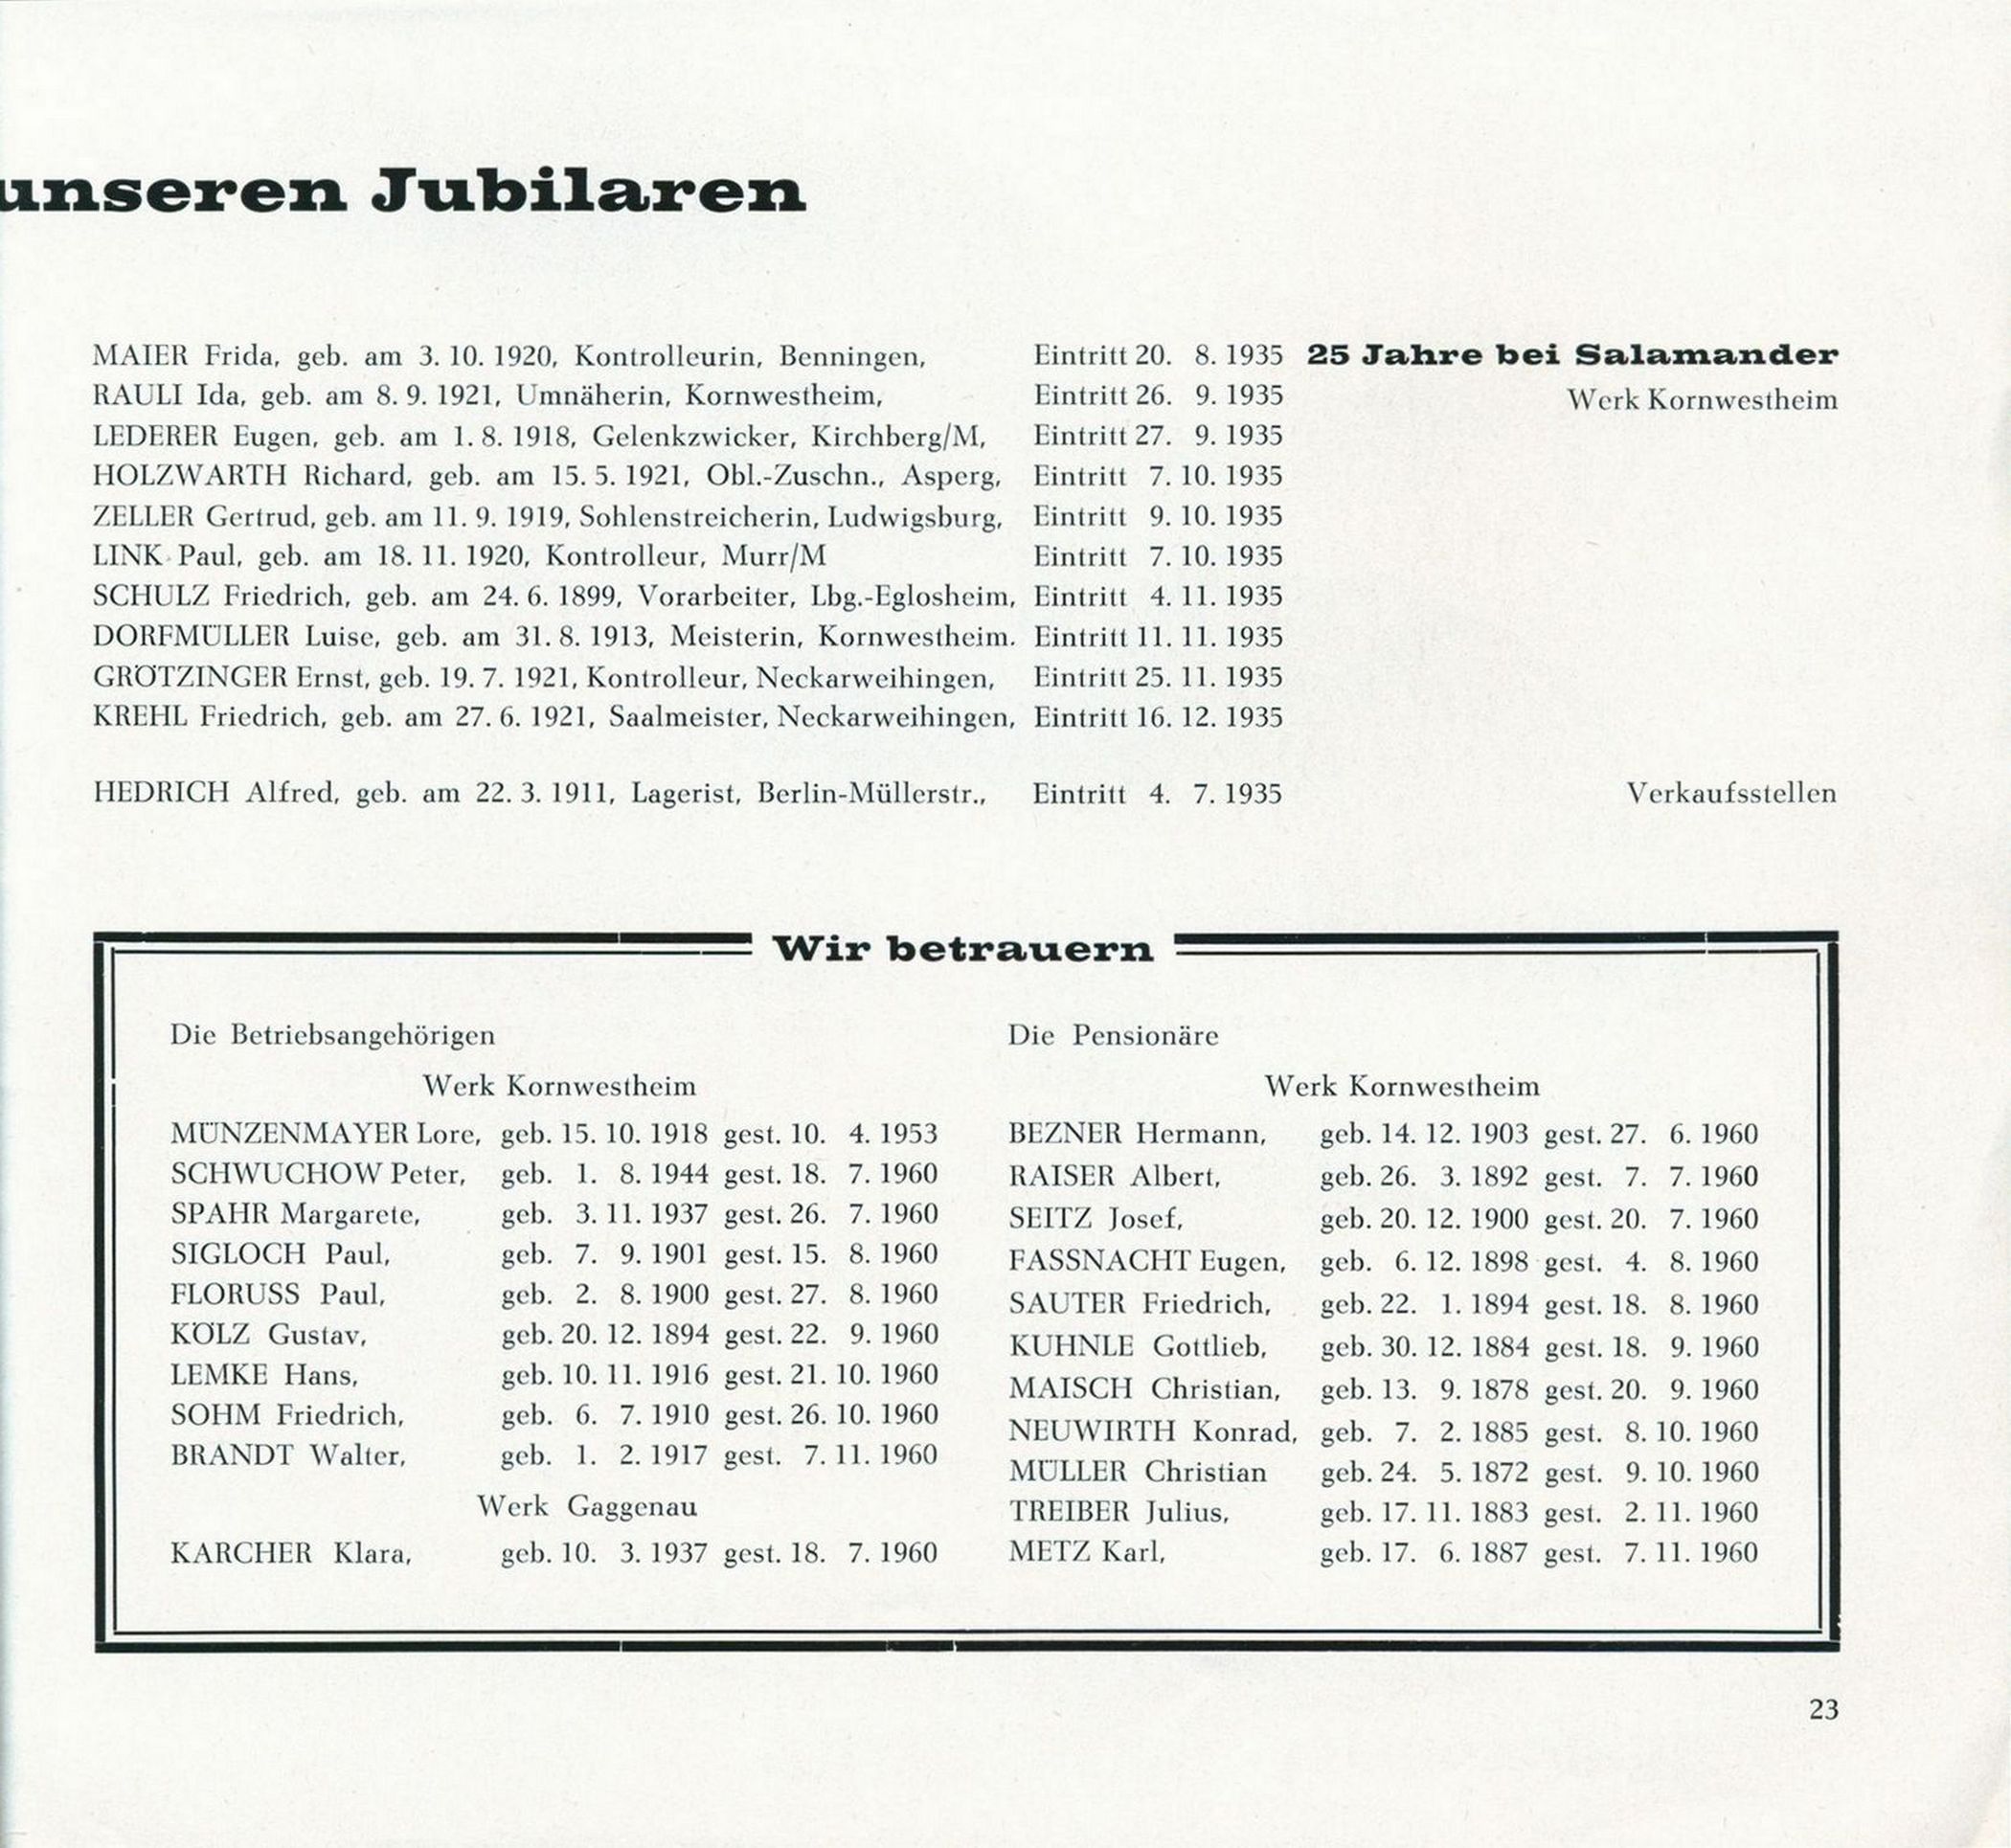 unseren Jubilaren
MAIER Frida, geb. am 3. 10. 1920, Kontrolleurin, Benningen, Eintritt 20. 8. 1935 25 Jahre bei Salamander
RAULI Ida, geb. am 8. 9. 1921, Umnäherin, Kornwestheim, Eintritt 26. 9. 1935 Werk Kornwestheim
LEDERER Eugen, geb. am 1. 8. 1918, Gelenkzwicker, Kirchberg/M, Eintritt 27. 9. 1935
HOLZWARTH Richard, geb. am 15. 5. 1921, Obl.-Zuschn., Asperg, Eintritt 7. 10. 1935
ZELLER Gertrud, geb. am 11. 9. 1919, Sohlenstreicherin, Ludwigsburg, Eintritt 9. 10. 1935
LINK Paul, geb. am 18. 11. 1920, Kontrolleur, Murr/M Eintritt 7. 10. 1935
SCHULZ Friedrich, geb. am 24. 6. 1899, Vorarbeiter, Lbg.-Eglosheim, Eintritt 4. 11. 1935
DORFMÜLLER Luise, geb. am 31. 8. 1913, Meisterin, Kornwestheim. Eintritt 11. 11. 1935
GRÖTZINGER Ernst, geb. 19. 7. 1921, Kontrolleur, Neckarweihingen, Eintritt 25. 11. 1935
KREHL Friedrich, geb. am 27. 6. 1921, Saalmeister, Neckarweihingen, Eintritt 16. 12. 1935
HEDRICH Alfred, geb. am 22. 3. 1911, Lagerist, Berlin-Müllerstr., Eintritt 4. 7. 1935 Verkaufsstellen
Wir betrauern
Die Betriebsangehörigen
Werk Kornwestheim
MÜNZENMAYER Lore, geb. 15. 10. 1918 gest. 10. 4. 1953
SCHWUCHOW Peter, geb. 1. 8. 1944 gest. 18. 7. 1960
SPAHR Margarete, geb. 3. 11. 1937 gest. 26. 7. 1960
SIGLOCH Paul, geb. 7. 9. 1901 gest. 15. 8. 1960
FLORUSS Paul, geb. 2. 8. 1900 gest. 27. 8. 1960
KÖLZ Gustav, geb. 20. 12. 1894 gest. 22. 9. 1960
LEMKE Hans, geb. 10. 11. 1916 gest. 21. 10. 1960
SOHM Friedrich, geb. 6. 7. 1910 gest. 26. 10. 1960
BRANDT Walter, geb. 1. 2. 1917 gest. 7. 11. 1960
Werk Gaggenau
KARCHER Klara, geb. 10. 3. 1937 gest. 18. 7. 1960
Die Pensionäre
Werk Kornwestheim
BEZNER Hermann, geb. 14. 12. 1903 gest. 27. 6. 1960
RAISER Albert, geb. 26. 3. 1892 gest. 7. 7. 1960
SEITZ Josef, geb. 20. 12. 1900 gest. 20. 7. 1960
FASSNACHT Eugen, geb. 6. 12. 1898 gest. 4. 8. 1960
SAUTER Friedrich, geb. 22. 1. 1894 gest. 18. 8. 1960
KUHNLE Gottlieb, geb. 30. 12. 1884 gest. 18. 9. 1960
MAISCH Christian, geb. 13. 9. 1878 gest. 20. 9. 1960
NEUWIRTH Konrad, geb. 7. 2. 1885 gest. 8. 10. 1960
MÜLLER Christian geb. 24. 5. 1872 gest. 9. 10. 1960
TREIBER Julius, geb. 17. 11. 1883 gest. 2. 11. 1960
METZ Karl, geb. 17. 6. 1887 gest. 7. 11. 1960
23